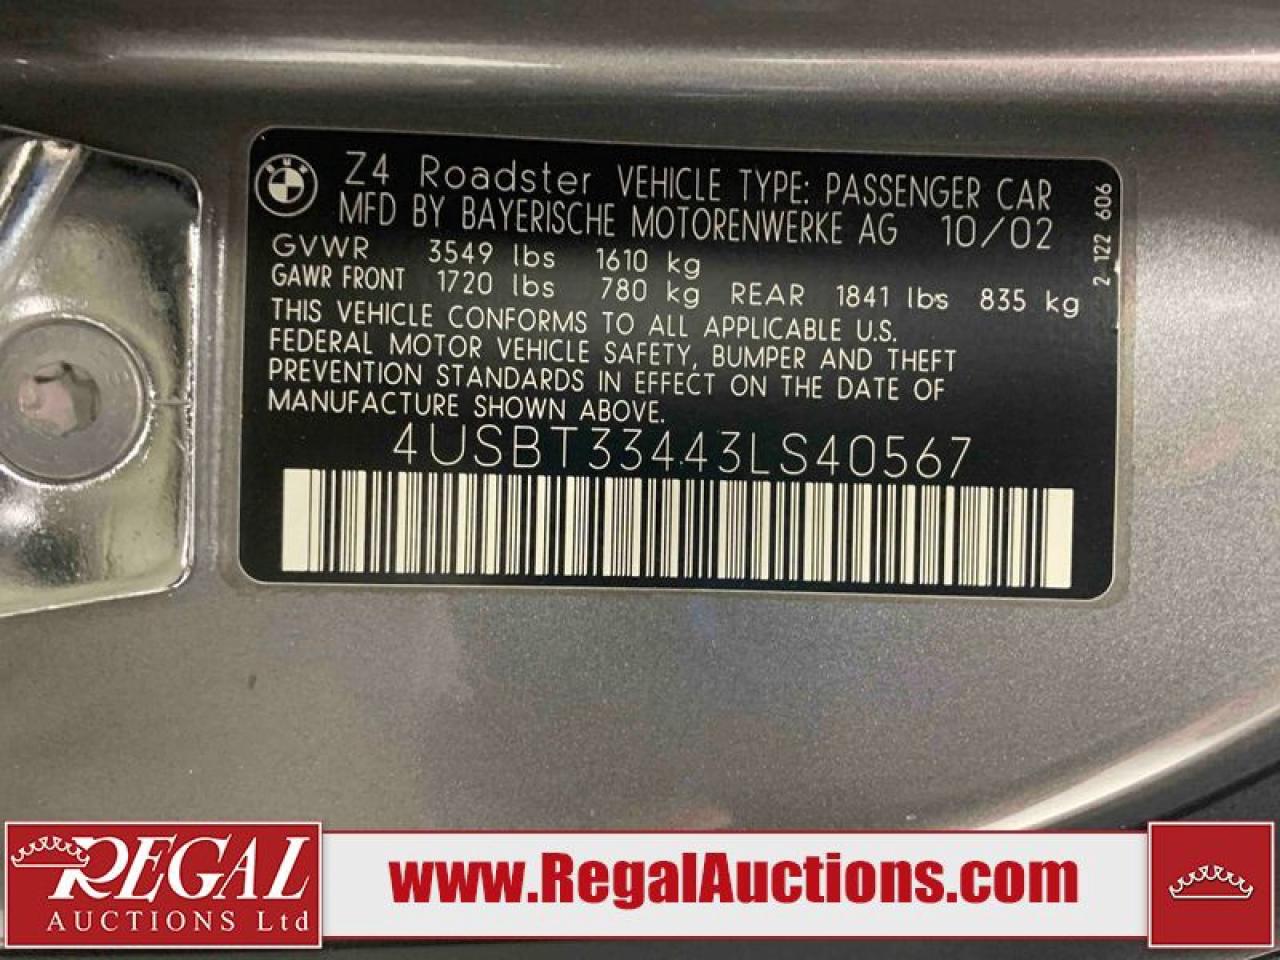 Z4 Roadster VEHICLE TYPE: PASSENGER CAR
MFD BY BAYERISCHE MOTORENWERKE AG 10/02
GVWR 3549 lbs 1610 kg
GAWR FRONT 1720 lbs 780 kg REAR 1841 lbs 835 kg
THIS VEHICLE CONFORMS TO ALL APPLICABLE U.S.
FEDERAL MOTOR VEHICLE SAFETY, BUMPER AND THEFT
PREVENTION STANDARDS IN EFFECT ON THE DATE OF
MANUFACTURE SHOWN ABOVE.
4USBT33443LS40567
2 122 606
BMW
REGAL
AUCTIONS Ltd
www.RegalAuctions.com